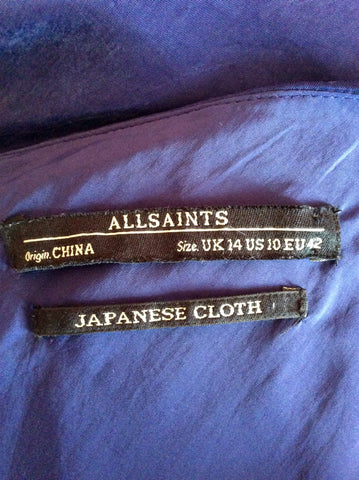 ALLSAINTS
Origin. CHINA Size. UK 14 US 10 EU 42
JAPANESE CLOTH